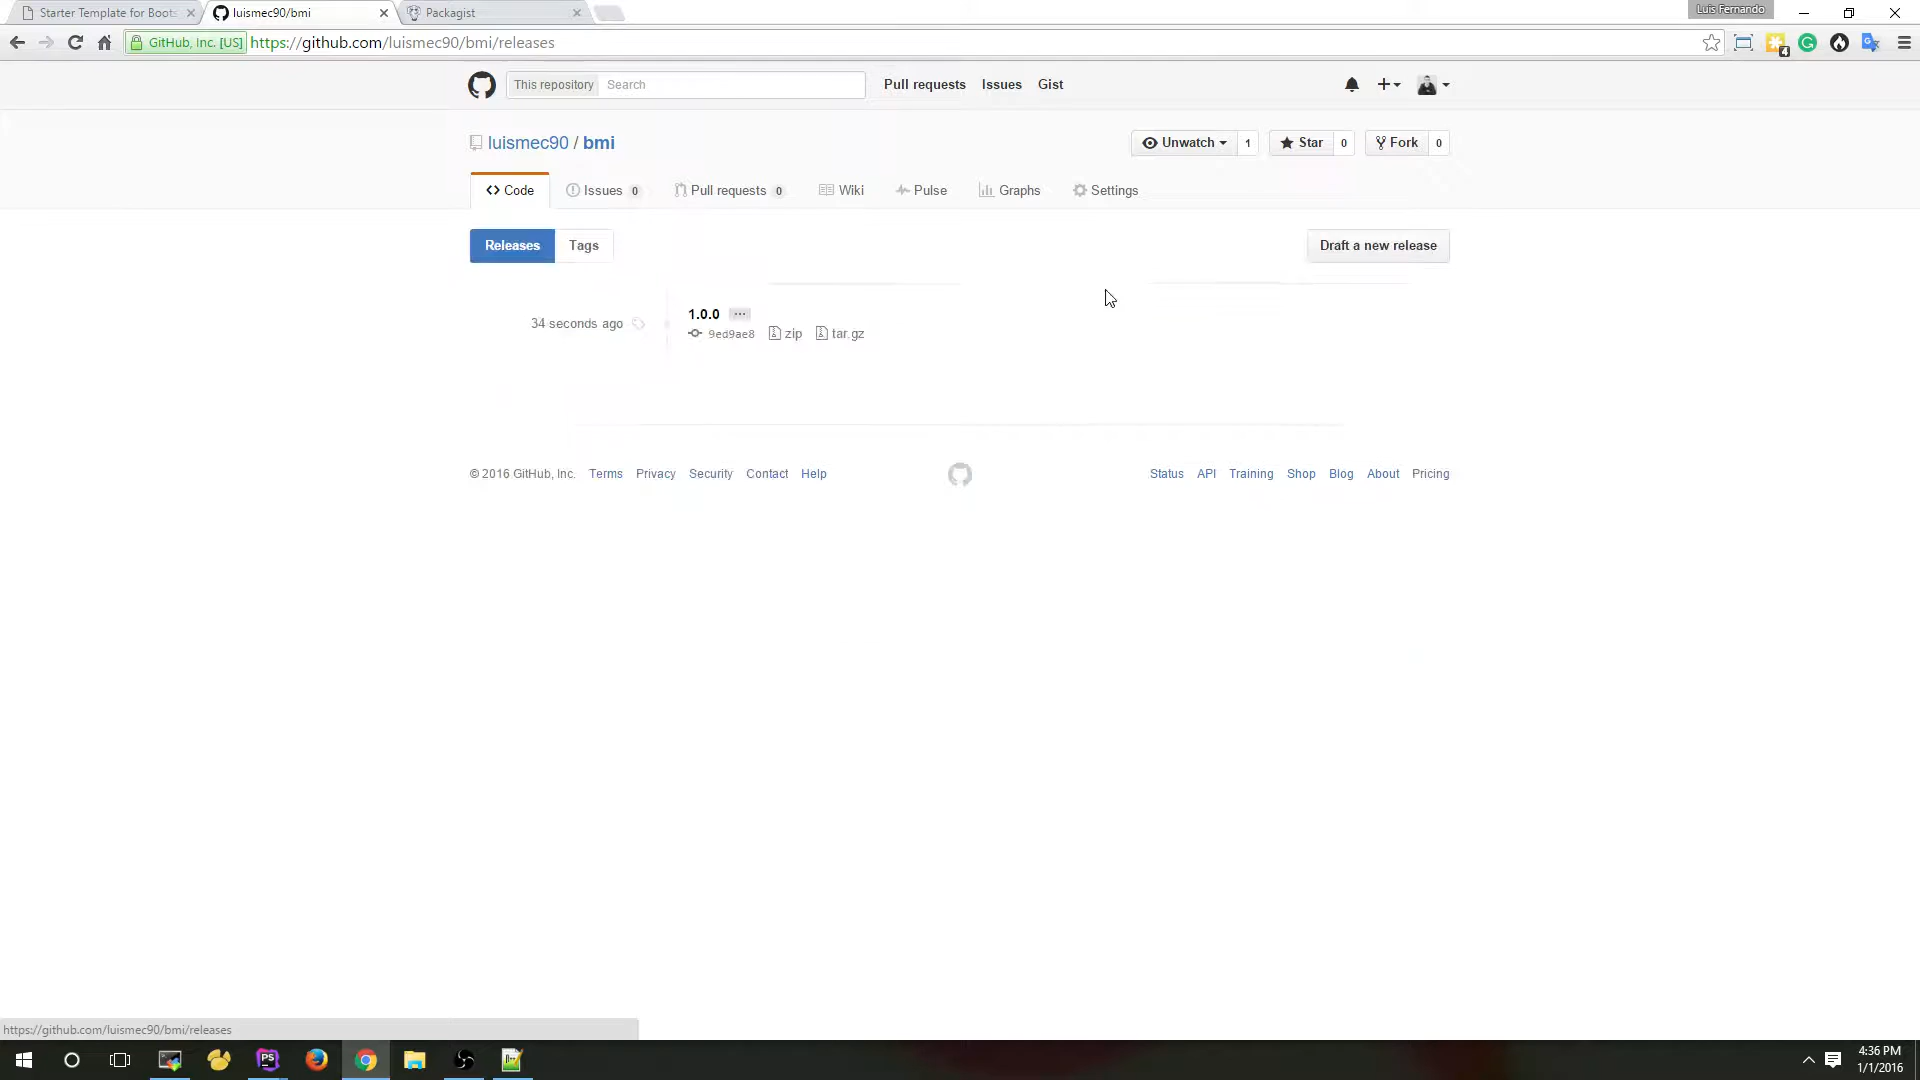 Starter Template for Boots
luismec90/bmi
Packagist
Luis Fernando
GitHub, Inc. [US] https://github.com/luismec90/bmi/releases
4
This repository Search Pull requests Issues Gist
luismec90 / bmi
Unwatch 1 Star 0 Fork 0
Code Issues 0 Pull requests 0 Wiki Pulse Graphs Settings
Releases Tags Draft a new release
1.0.0 ...
34 seconds ago
9ed9ae8 zip tar.gz
© 2016 GitHub, Inc. Terms Privacy Security Contact Help Status API Training Shop Blog About Pricing
https://github.com/luismec90/bmi/releases
PS
4:36 PM
1/1/2016